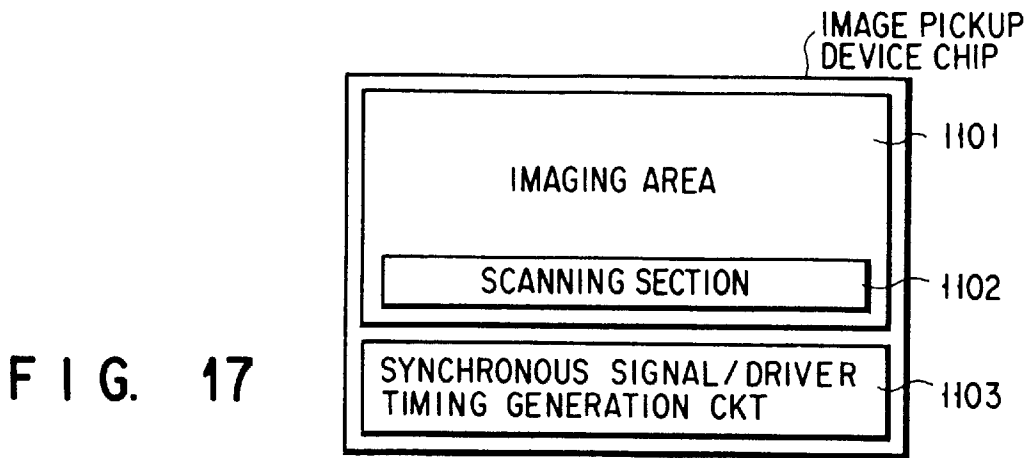 IMAGE PICKUP
DEVICE CHIP
1101
IMAGING AREA
SCANNING SECTION
1102
SYNCHRONOUS SIGNAL/DRIVER
TIMING GENERATION CKT
1103
FIG. 17